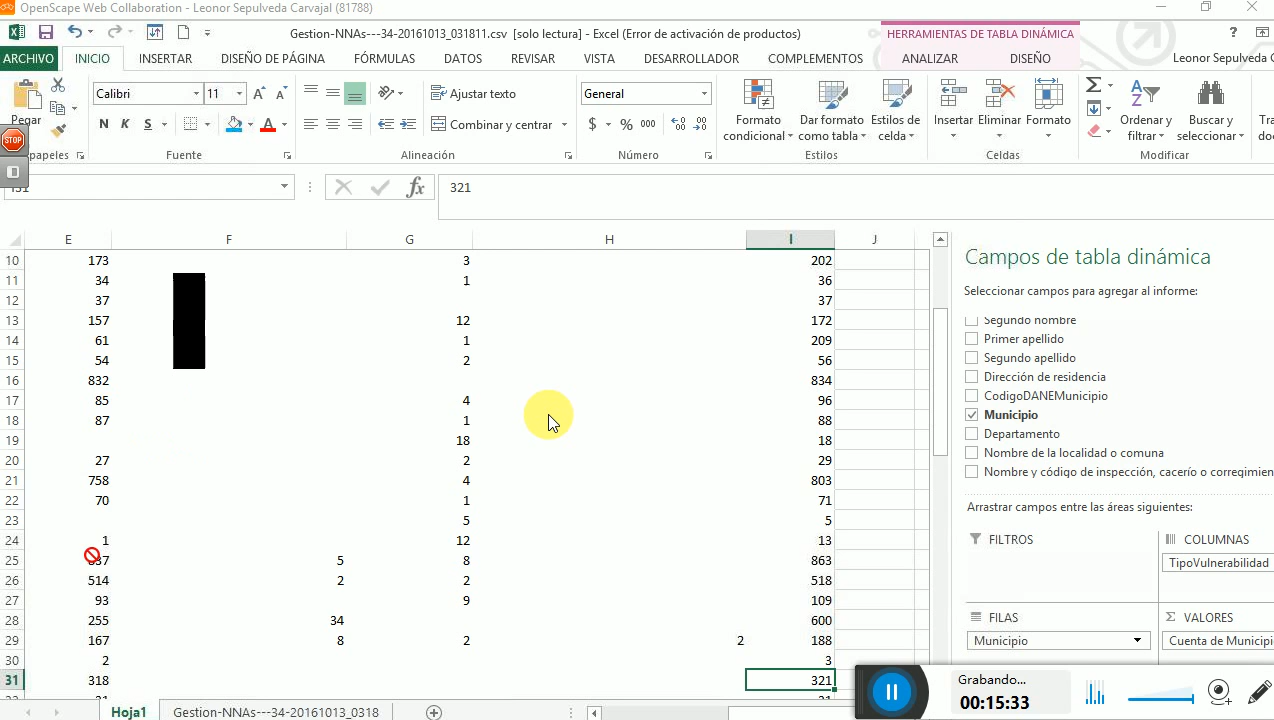 OpenScape Web Collaboration - Leonor Sepulveda Carvajal (81788)
Gestion-NNAs---34-20161013_031811.csv [solo lectura] - Excel (Error de activación de productos)
HERRAMIENTAS DE TABLA DINÁMICA
ARCHIVO INICIO INSERTAR DISEÑO DE PÁGINA FÓRMULAS DATOS REVISAR VISTA DESARROLLADOR COMPLEMENTOS ANALIZAR DISEÑO Leonor Sepulveda C
Calibri 11 Ajustar texto General
Pegar N K S Combinar y centrar $ % 000
Formato condicional Dar formato como tabla Estilos de celda Insertar Eliminar Formato Ordenar y filtrar Buscar y seleccionar
STOP
papeles Fuente Alineación Número Estilos Celdas Modificar
fx 321
E F G H I J
10 173 3 202
11 34 1 36
12 37 37
13 157 12 172
14 61 1 209
15 54 2 56
16 832 834
17 85 4 96
18 87 1 88
19 18 18
20 27 2 29
21 758 4 803
22 70 1 71
23 5 5
24 1 12 13
25 5 8 863
26 514 2 2 518
27 93 9 109
28 255 34 600
29 167 8 2 2 188
30 2 3
31 318 321
Campos de tabla dinámica
Seleccionar campos para agregar al informe:
Segundo nombre
Primer apellido
Segundo apellido
Dirección de residencia
CodigoDANEMunicipio
Municipio
Departamento
Nombre de la localidad o comuna
Nombre y código de inspección, cacerío o corregimien
Arrastrar campos entre las áreas siguientes:
FILTROS COLUMNAS
TipoVulnerabilidad
FILAS Σ VALORES
Municipio Cuenta de Municipi
Grabando...
00:15:33
Hoja1 Gestion-NNAs---34-20161013_0318